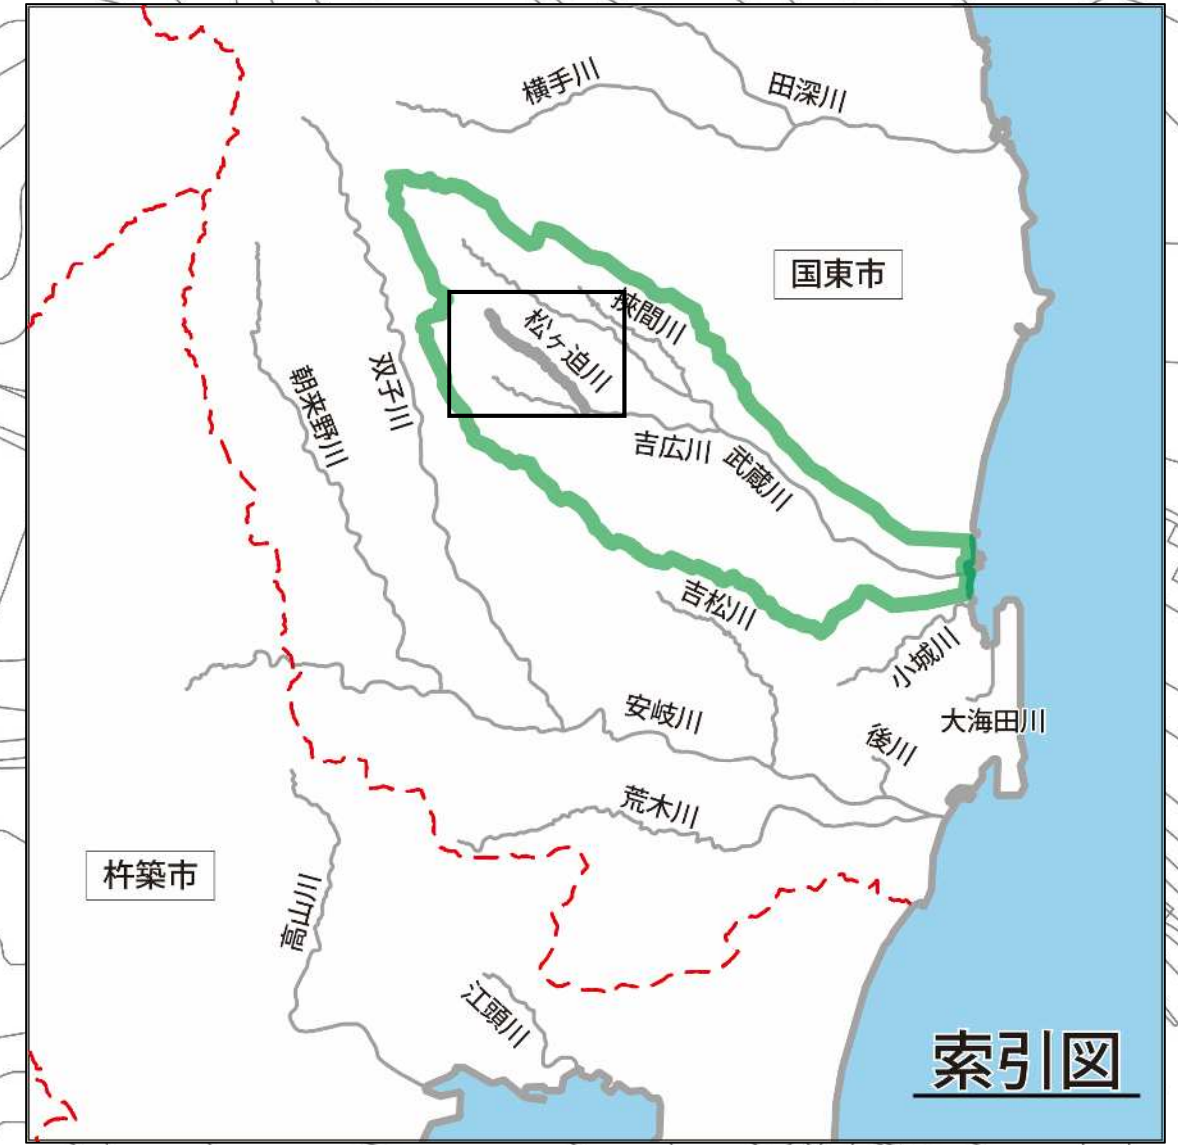 横手川
田深川
国東市
挾間川
松ヶ迫川
双子川
朝来野川
吉広川
武蔵川
吉松川
小城川
安岐川
大海田川
後川
荒木川
杵築市
高山川
江頭川
索引図